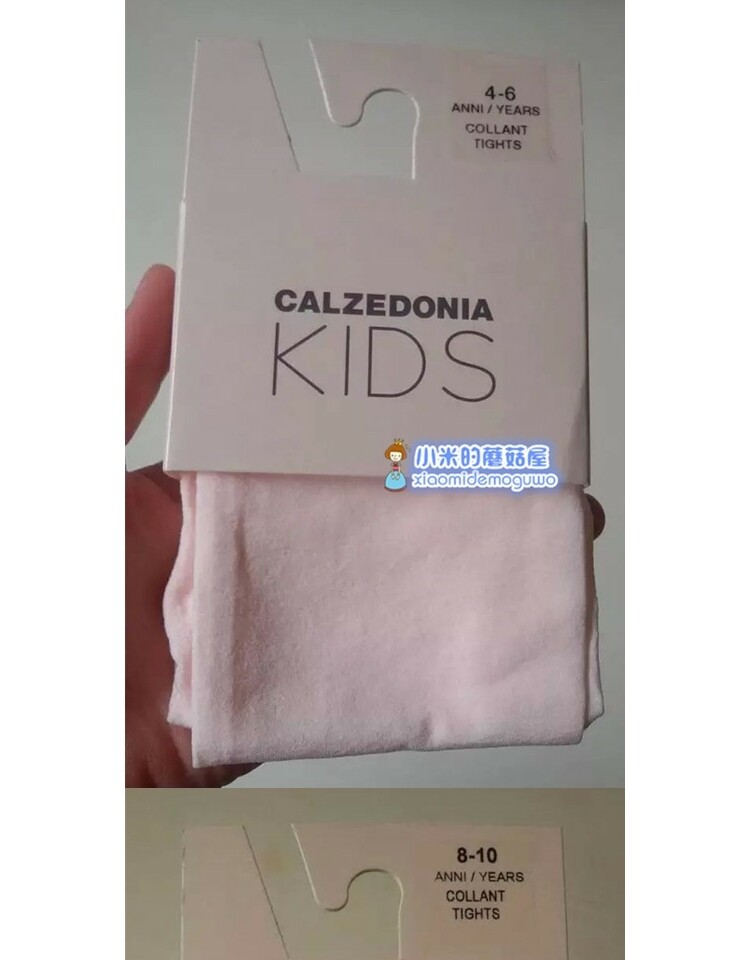 4-6
ANNI / YEARS
COLLANT
TIGHTS
CALZEDONIA
KIDS
小米的蘑菇屋
xiaomidemoguwo
8-10
ANNI / YEARS
COLLANT
TIGHTS